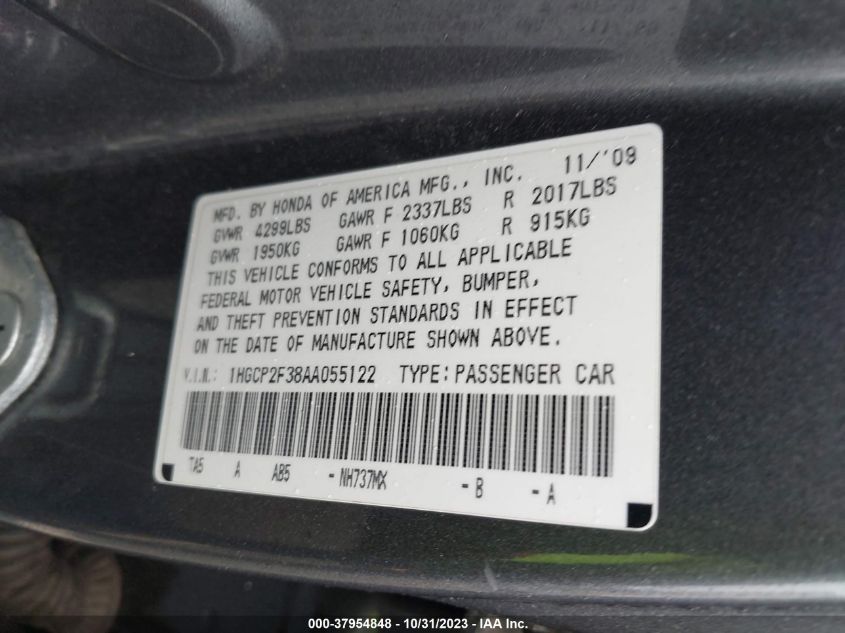 MFD. BY HONDA OF AMERICA MFG., INC. 11/'09
GVWR 4299LBS GAWR F 2337LBS R 2017LBS
GVWR 1950KG GAWR F 1060KG R 915KG
THIS VEHICLE CONFORMS TO ALL APPLICABLE
FEDERAL MOTOR VEHICLE SAFETY, BUMPER,
AND THEFT PREVENTION STANDARDS IN EFFECT
ON THE DATE OF MANUFACTURE SHOWN ABOVE.
V.I.N.: 1HGCP2F38AA055122 TYPE: PASSENGER CAR
TA5 A AB5 - NH737MX - B - A
000-37954848 - 10/31/2023 - IAA Inc.